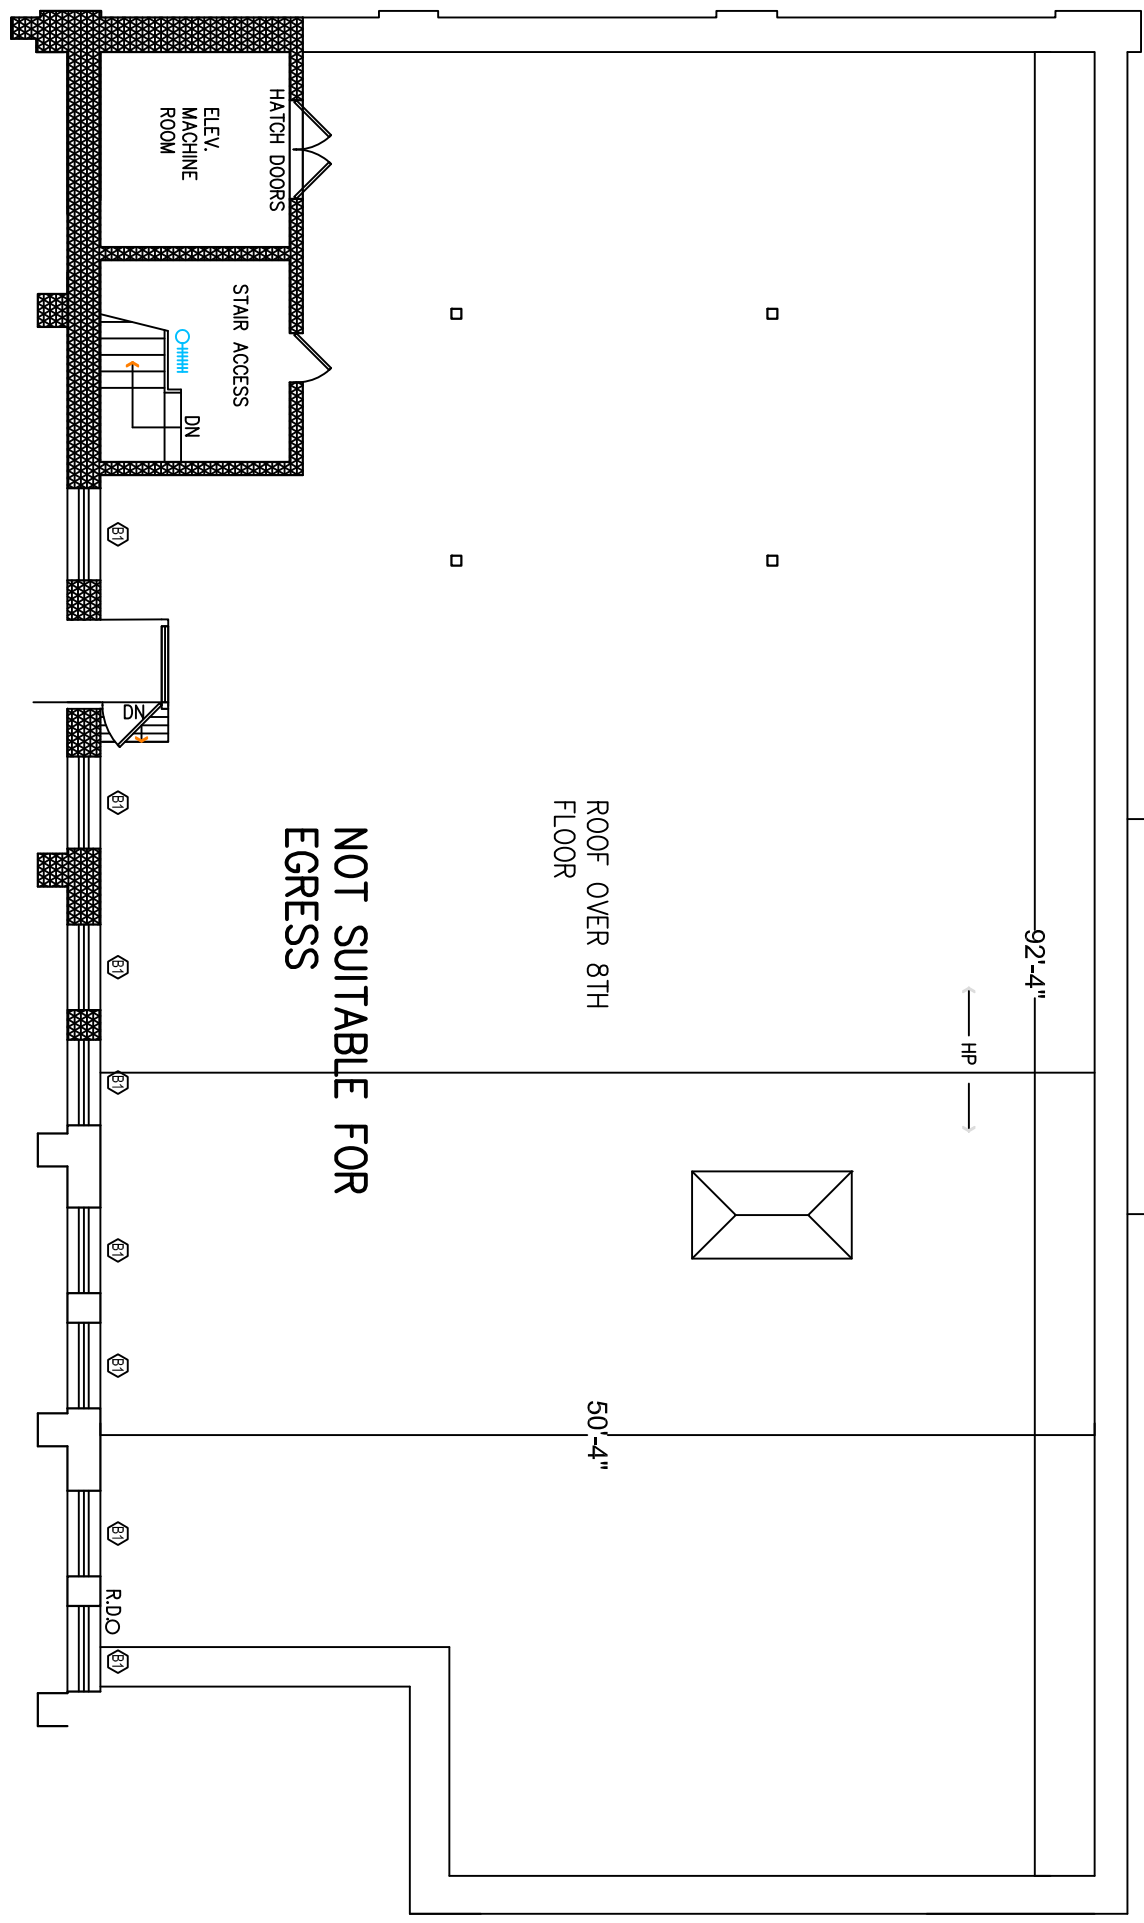 HATCH DOORS
ELEV.
MACHINE
ROOM
STAIR ACCESS
DN
B1
DN
B1
B1
B1
B1
B1
B1
B1
R.D.
NOT SUITABLE FOR
EGRESS
ROOF OVER 8TH
FLOOR
92'-4"
HP
50'-4"